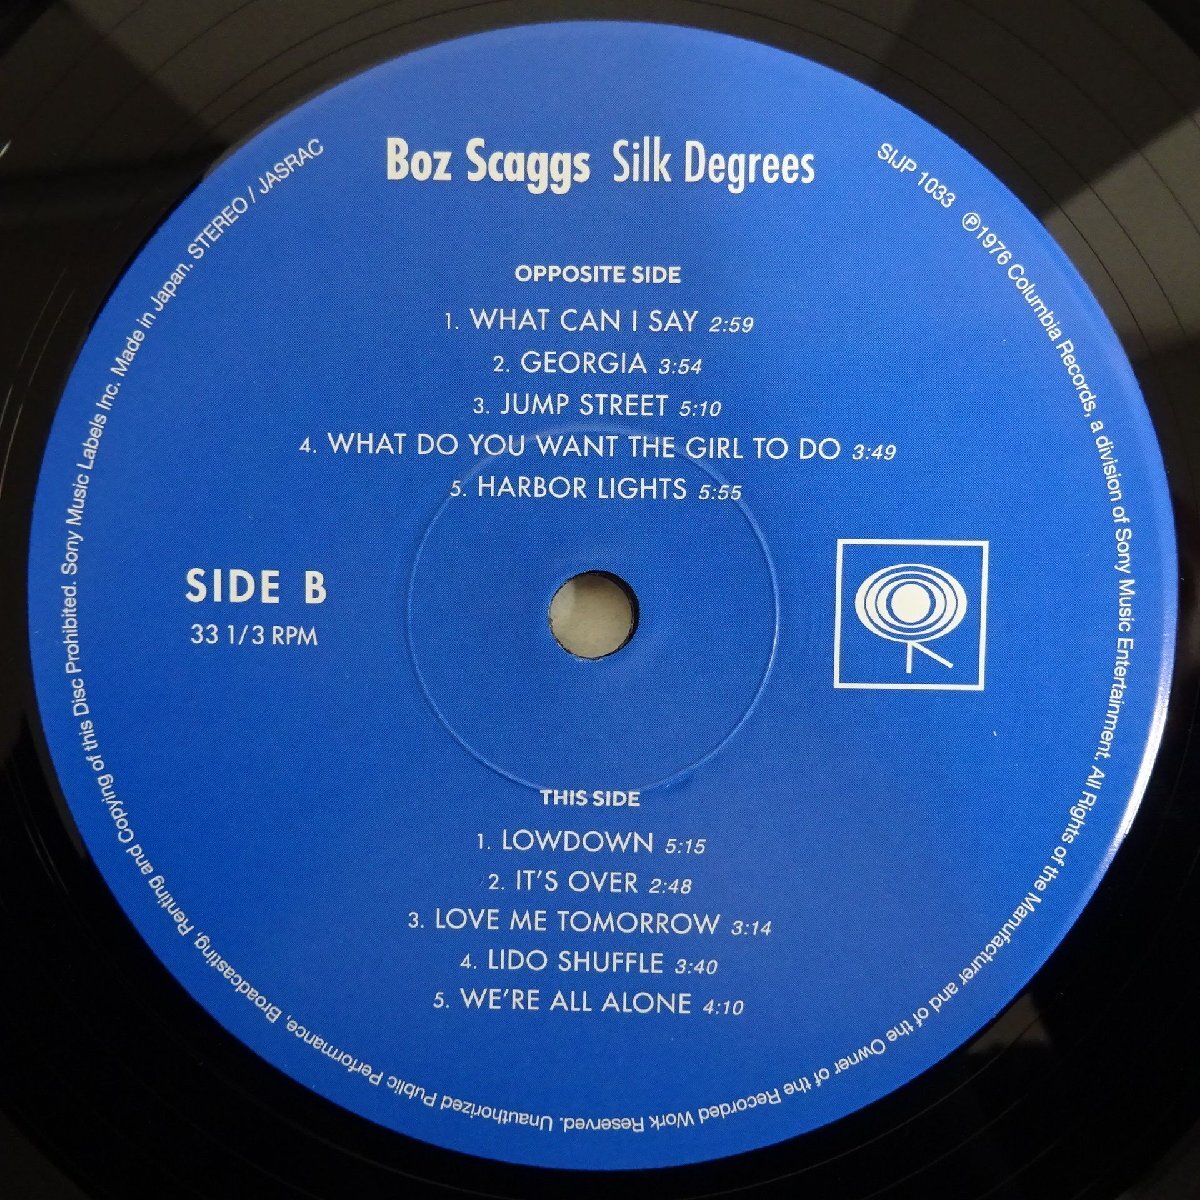 Boz Scaggs Silk Degrees
OPPOSITE SIDE
1. WHAT CAN I SAY 2:59
2. GEORGIA 3:54
3. JUMP STREET 5:10
4. WHAT DO YOU WANT THE GIRL TO DO 3:49
5. HARBOR LIGHTS 5:55
SIDE B
33 1/3 RPM
THIS SIDE
1. LOWDOWN 5:15
2. IT'S OVER 2:48
3. LOVE ME TOMORROW 3:14
4. LIDO SHUFFLE 3:40
5. WE'RE ALL ALONE 4:10
SIJP 1033 ℗1976 Columbia Records, a division of Sony Music Entertainment. All Rights of the Manufacturer and of the Owner of the Recorded Work Reserved. Unauthorized Public Performance, Broadcasting, Renting and Copying of this Disc Prohibited. Sony Music Labels Inc. Made in Japan. STEREO / JASRAC